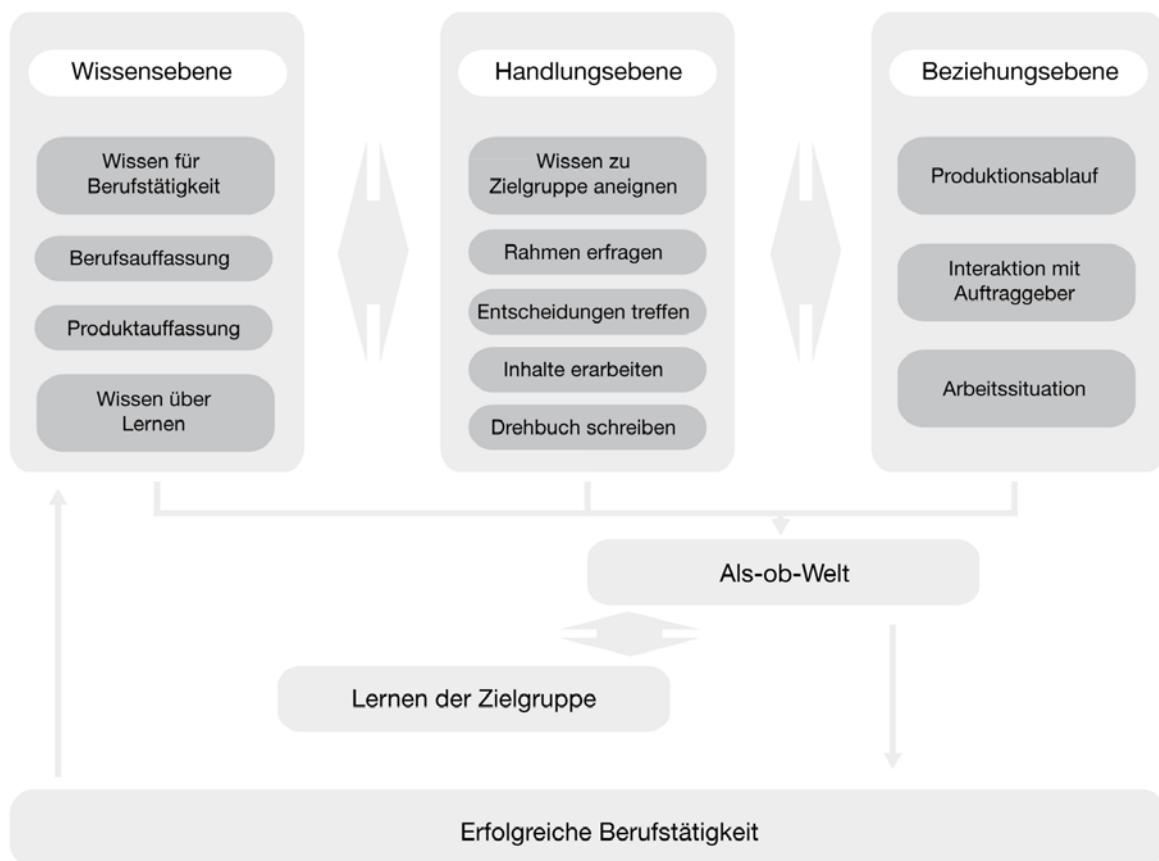 Wissensebene
Wissen für
Berufstätigkeit
Berufsauffassung
Produktauffassung
Wissen über
Lernen
Handlungsebene
Wissen zu
Zielgruppe aneignen
Rahmen erfragen
Entscheidungen treffen
Inhalte erarbeiten
Drehbuch schreiben
Beziehungsebene
Produktionsablauf
Interaktion mit
Auftraggeber
Arbeitssituation
Als-ob-Welt
Lernen der Zielgruppe
Erfolgreiche Berufstätigkeit